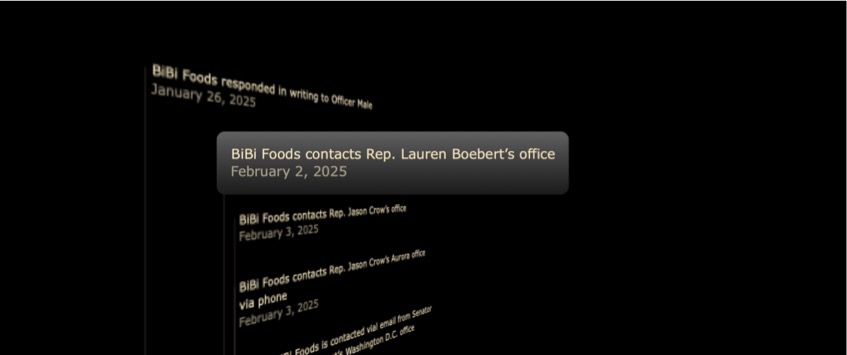 BiBi Foods responded in writing to Officer Male
January 26, 2025
BiBi Foods contacts Rep. Lauren Boebert’s office
February 2, 2025
BiBi Foods contacts Rep. Jason Crow's office
February 3, 2025
BiBi Foods contacts Rep. Jason Crow's Aurora office
via phone
February 3, 2025
Foods is contacted vial email from Senator
Washington D.C. office